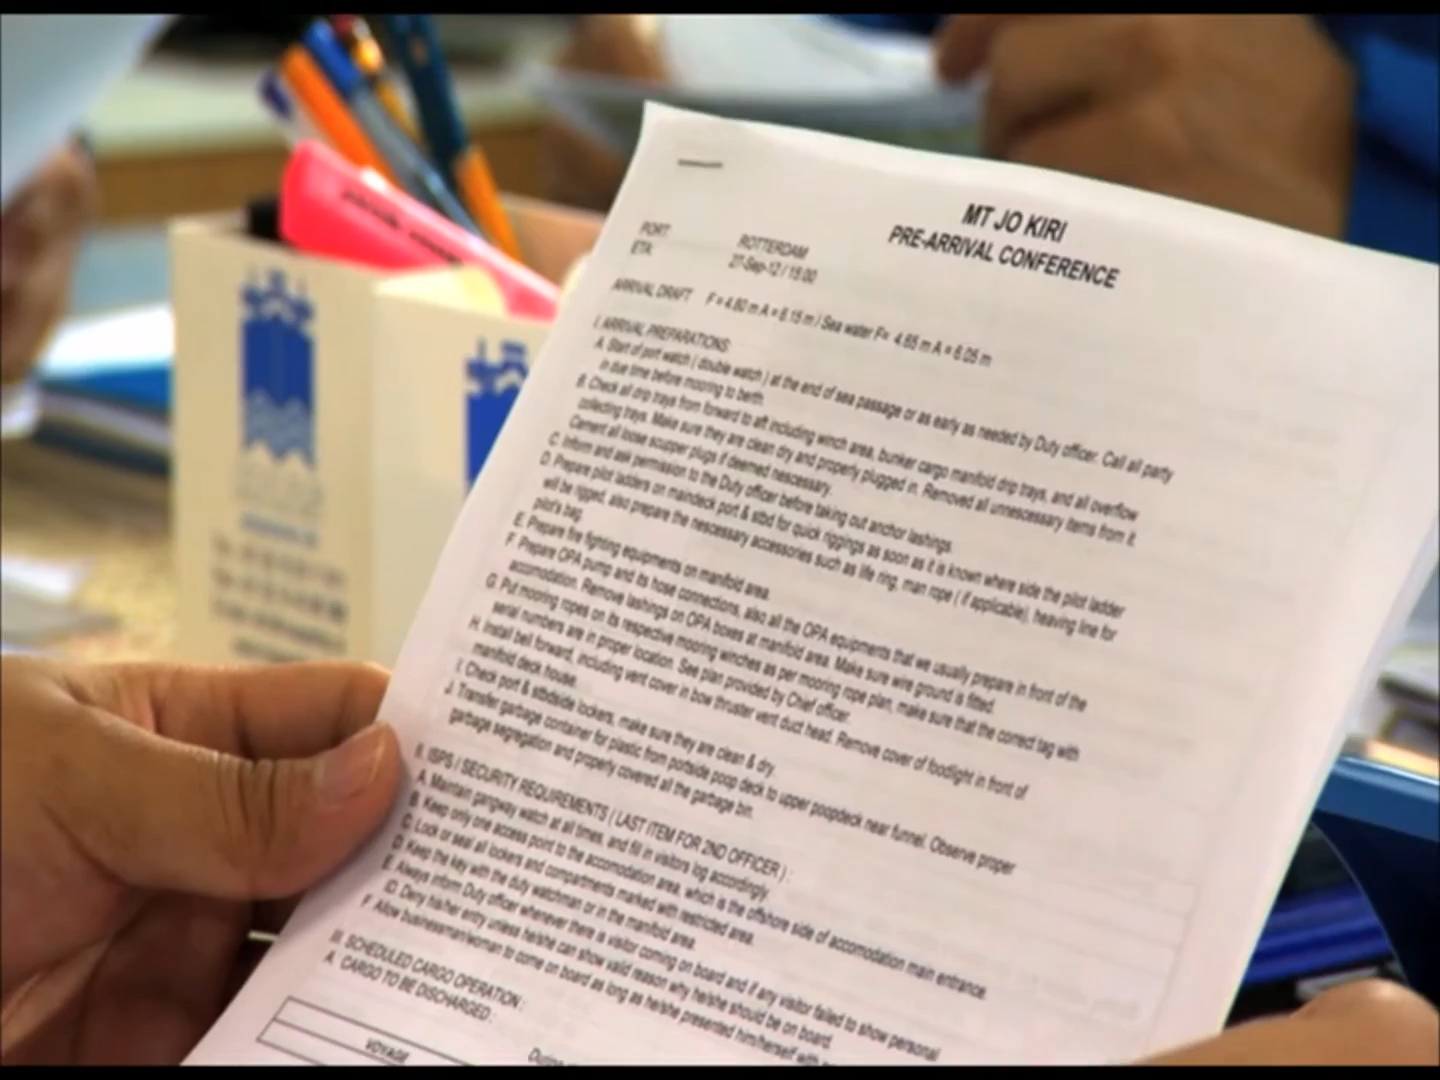 MT JO KIRI
PRE-ARRIVAL CONFERENCE
PORT ROTTERDAM
ETA 27-Sep-12 / 15:00
ARRIVAL DRAFT F = 4.60 m A = 6.15 m / Sea water F= 4.65 m A = 6.05 m
I. ARRIVAL PREPARATIONS:
A. Start of port watch ( double watch ) at the end of sea passage or as early as needed by Duty officer. Call all party
in due time before mooring to berth.
B. Check all drip trays from forward to aft including winch area, bunker cargo manifold drip trays, and all overflow
collecting trays. Make sure they are clean dry and properly plugged in. Removed all unnescessary items from it.
Cement all loose scupper plugs if deemed nescessary.
C. Inform and ask permission to the Duty officer before taking out anchor lashings.
D. Prepare pilot ladders on maindeck port & stbd for quick riggings as soon as it is known where side the pilot ladder
will be rigged, also prepare the nescessary accessories such as life ring, man rope ( if applicable), heaving line for
pilot's bag.
E. Prepare fire fighting equipments on manifold area.
F. Prepare OPA pump and its hose connections, also all the OPA equipments that we usually prepare in front of the
accomodation. Remove lashings on OPA boxes at manifold area. Make sure wire ground is fitted.
G. Put mooring ropes on its respective mooring winches as per mooring rope plan, make sure that the correct tag with
serial numbers are in proper location. See plan provided by Chief officer.
H. Install bell forward, including vent cover in bow thruster vent duct head. Remove cover of foodlight in front of
manifold deck house.
I. Check port & stbdside lockers, make sure they are clean & dry.
J. Transfer garbage container for plastic from portside poop deck to upper poopdeck near funnel. Observe proper
garbage segregation and properly covered all the garbage bin.
II. ISPS / SECURITY REQUIREMENTS ( LAST ITEM FOR 2ND OFFICER ) :
A. Maintain gangway watch at all times, and fill in visitors log accordingly.
B. Keep only one access point to the accomodation area, which is the offshore side of accomodation main entrance.
C. Lock or seal all lockers and compartments marked with restricted area.
D. Keep the key with the duty watchman or in the manifold area.
E. Always inform Duty officer whenever there is visitor coming on board and if any visitor failed to show personal
ID. Deny his/her entry unless he/she can show valid reason why he/she should be on board.
F. Allow businessman/woman to come on board as long as he/she presented him/herself with
III. SCHEDULED CARGO OPERATION :
A. CARGO TO BE DISCHARGED :
VOYAGE